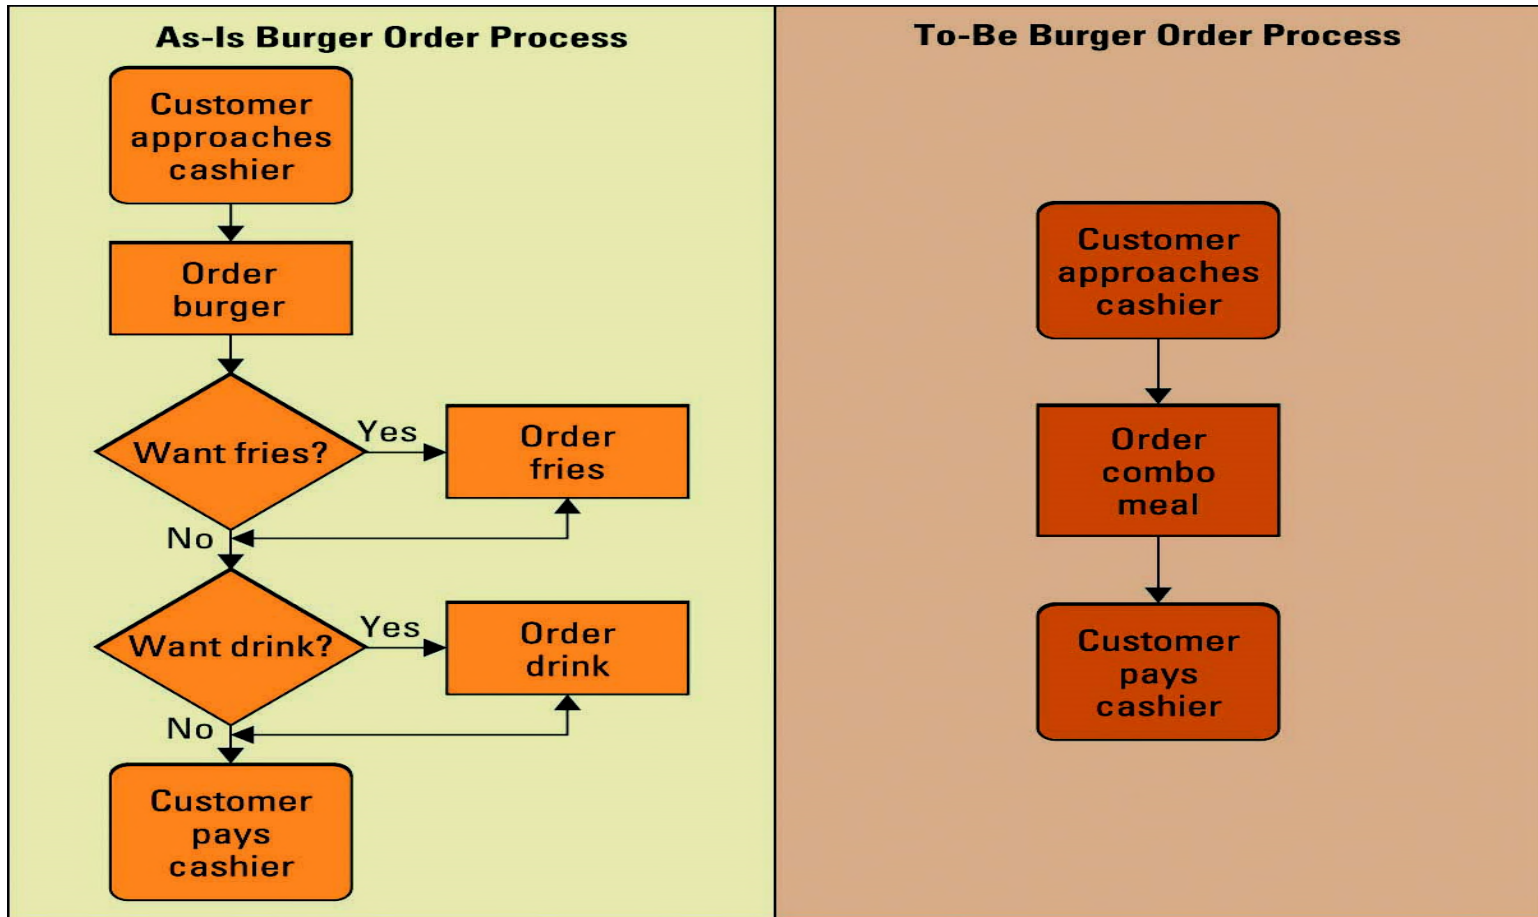 As-Is Burger Order Process
Customer
approaches
cashier
Order
burger
Want fries?
Yes
Order
fries
No
Want drink?
Yes
Order
drink
No
Customer
pays
cashier
To-Be Burger Order Process
Customer
approaches
cashier
Order
combo
meal
Customer
pays
cashier